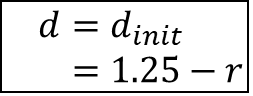 d = d_init
= 1.25 − r